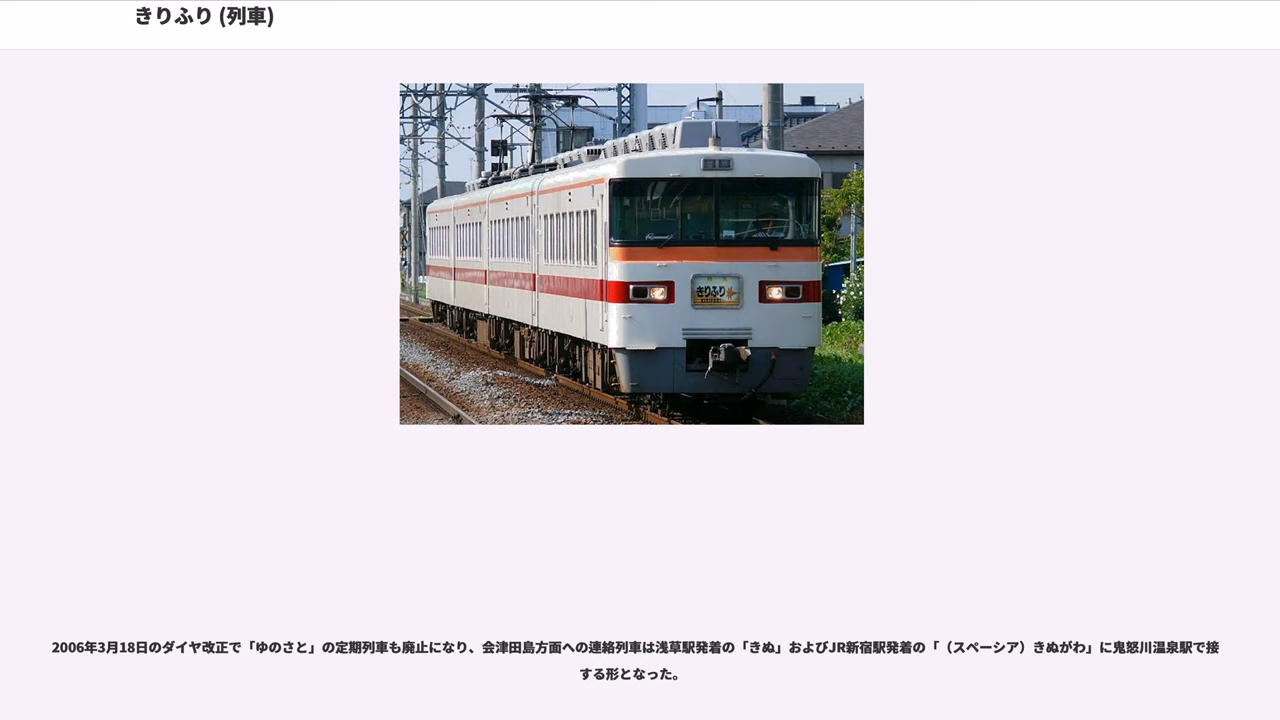 きりふり (列車)
きりふり
2006年3月18日のダイヤ改正で「ゆのさと」の定期列車も廃止になり、会津田島方面への連絡列車は浅草駅発着の「きぬ」およびJR新宿駅発着の「（スペーシア）きぬがわ」に鬼怒川温泉駅で接
する形となった。